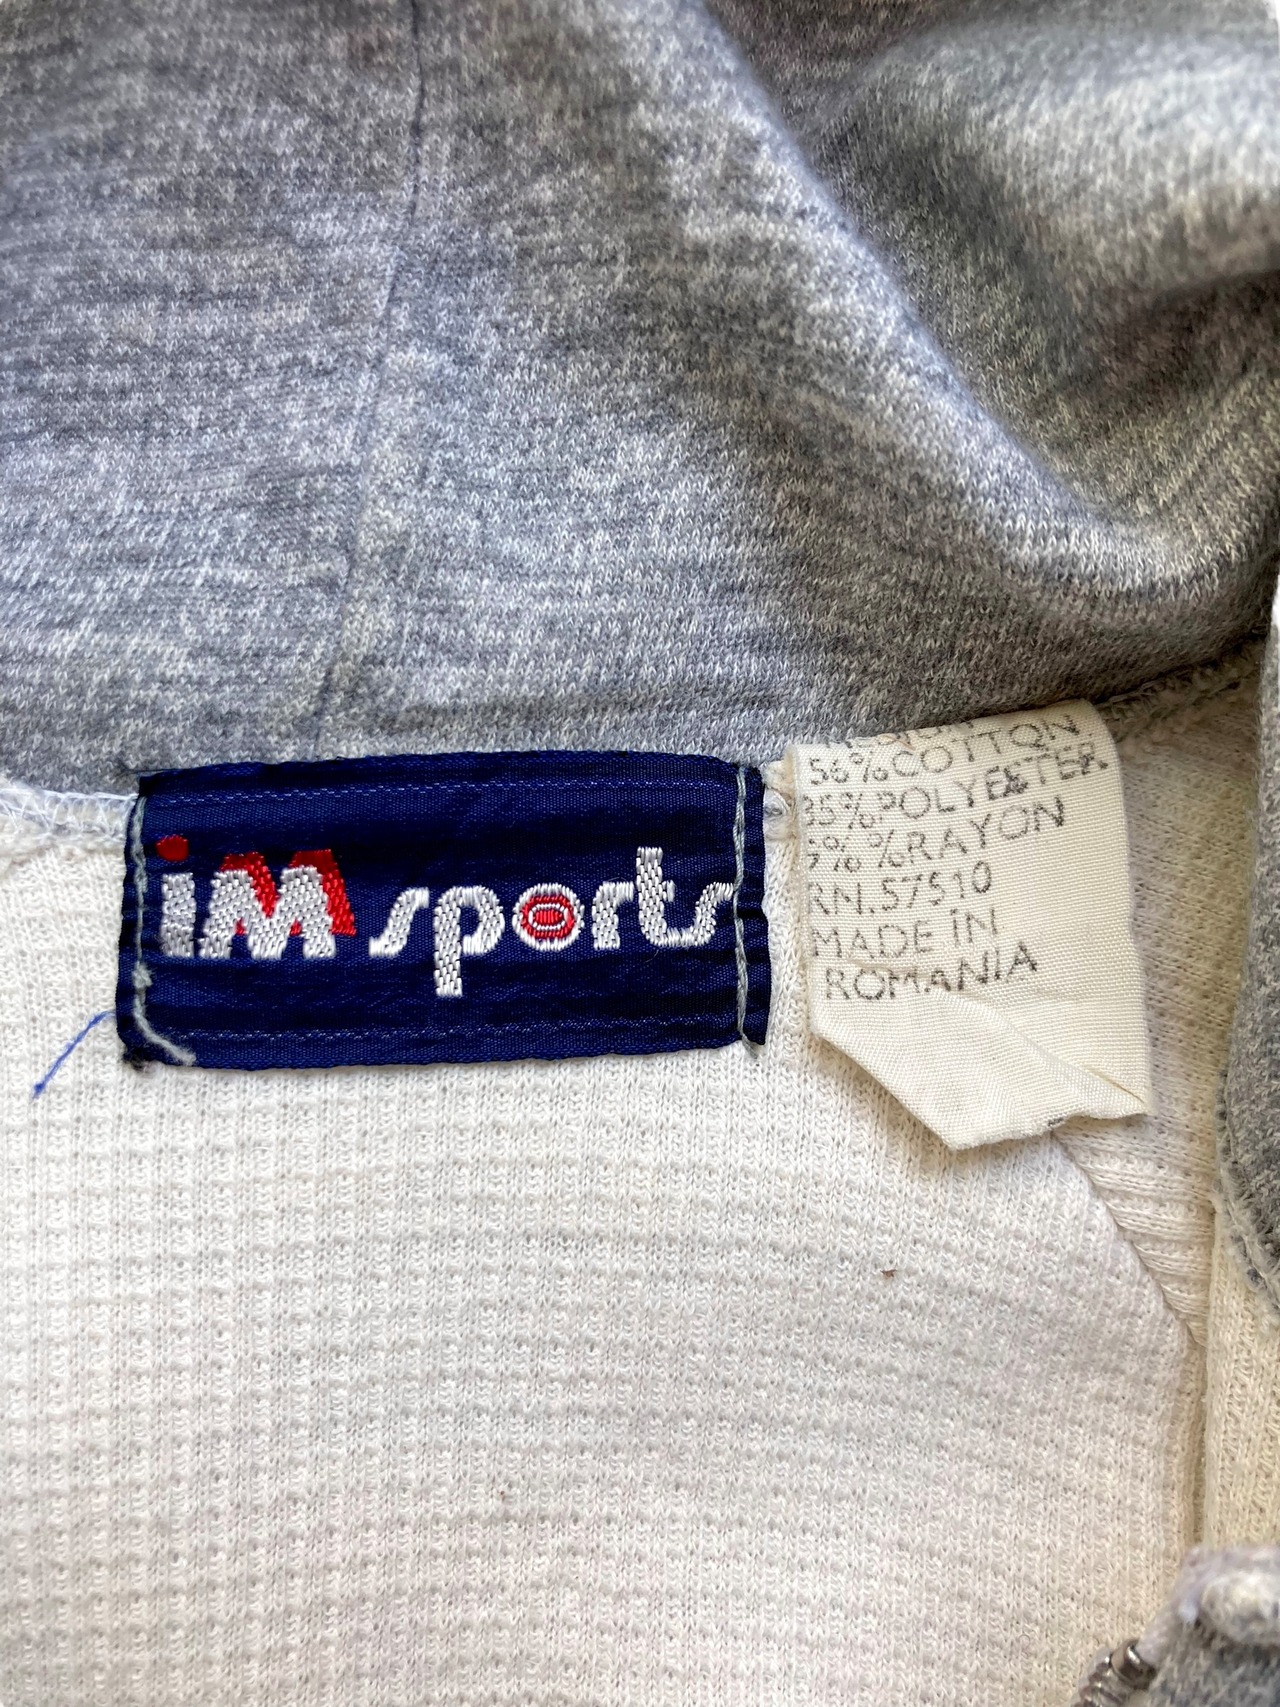 iM sports
56%COTTON
35%POLYESTER
%RAYON
RN.57510
MADE IN
ROMANIA